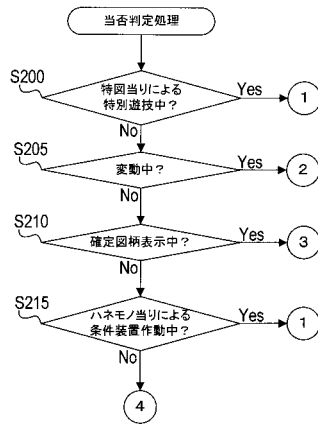 当否判定処理
S200
特図当りによる
特別遊技中?
Yes
1
No
S205
変動中?
Yes
2
No
S210
確定図柄表示中?
Yes
3
No
S215
ハネモノ当りによる
条件装置作動中?
Yes
1
No
4